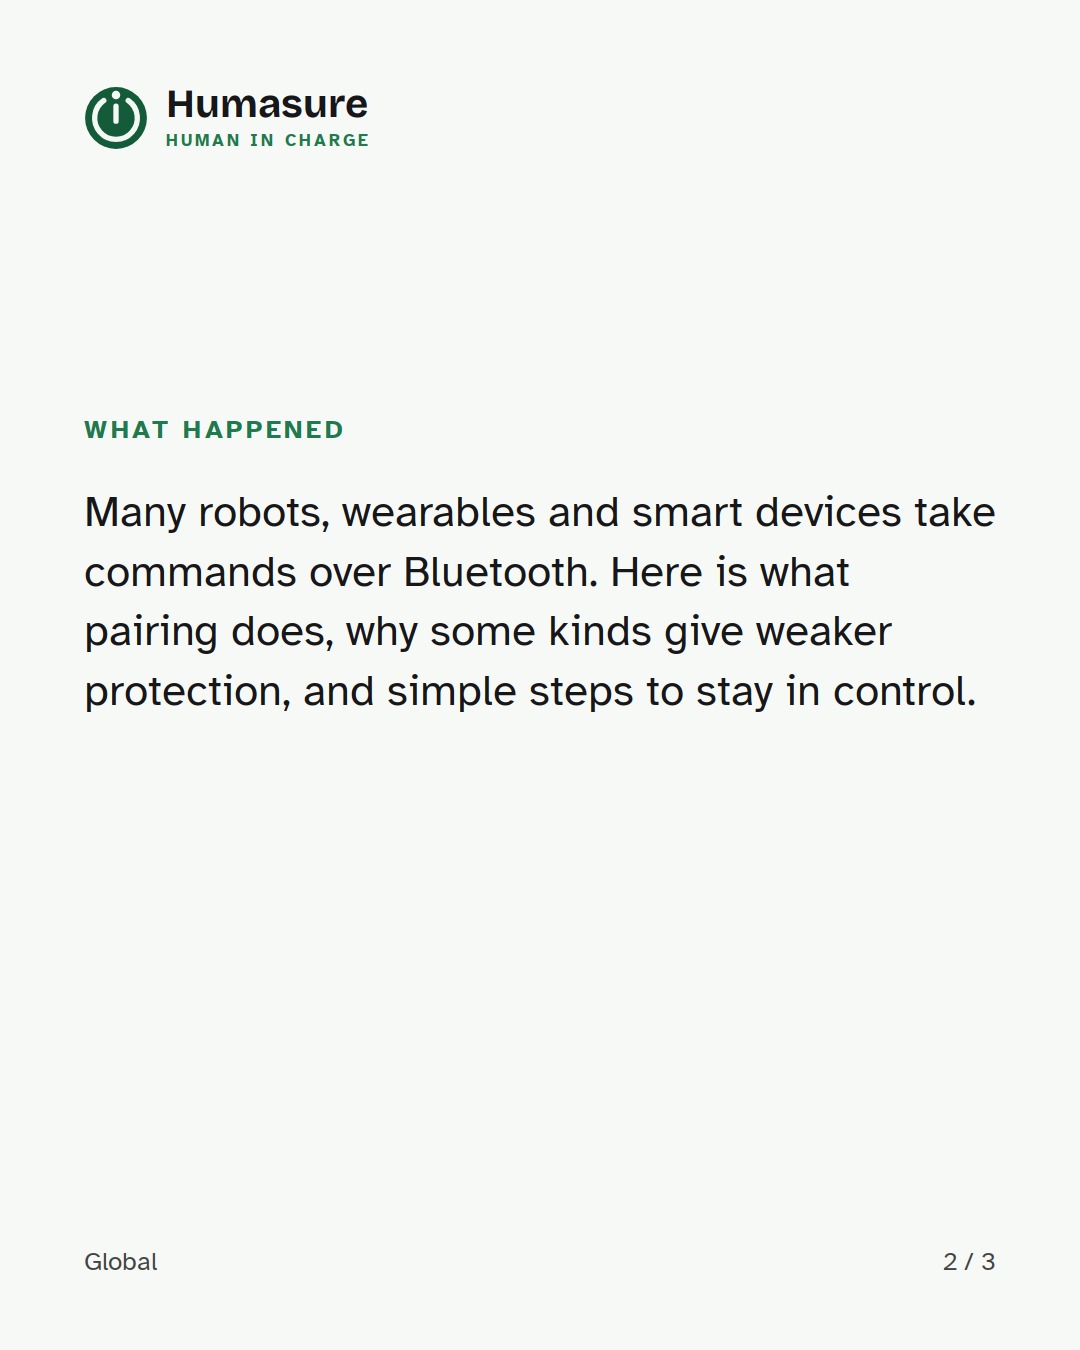 Humasure
HUMAN IN CHARGE
WHAT HAPPENED
Many robots, wearables and smart devices take
commands over Bluetooth. Here is what
pairing does, why some kinds give weaker
protection, and simple steps to stay in control.
Global
2 / 3